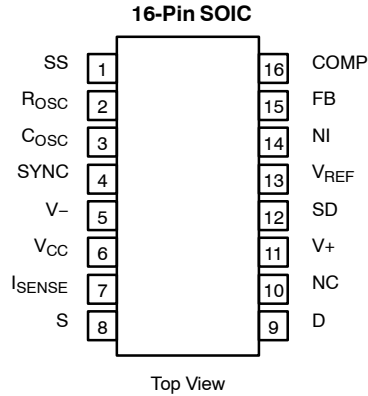 16-Pin SOIC
SS 1 16 COMP
ROSC 2 15 FB
COSC 3 14 NI
SYNC 4 13 VREF
V− 5 12 SD
VCC 6 11 V+
ISENSE 7 10 NC
S 8 9 D
Top View